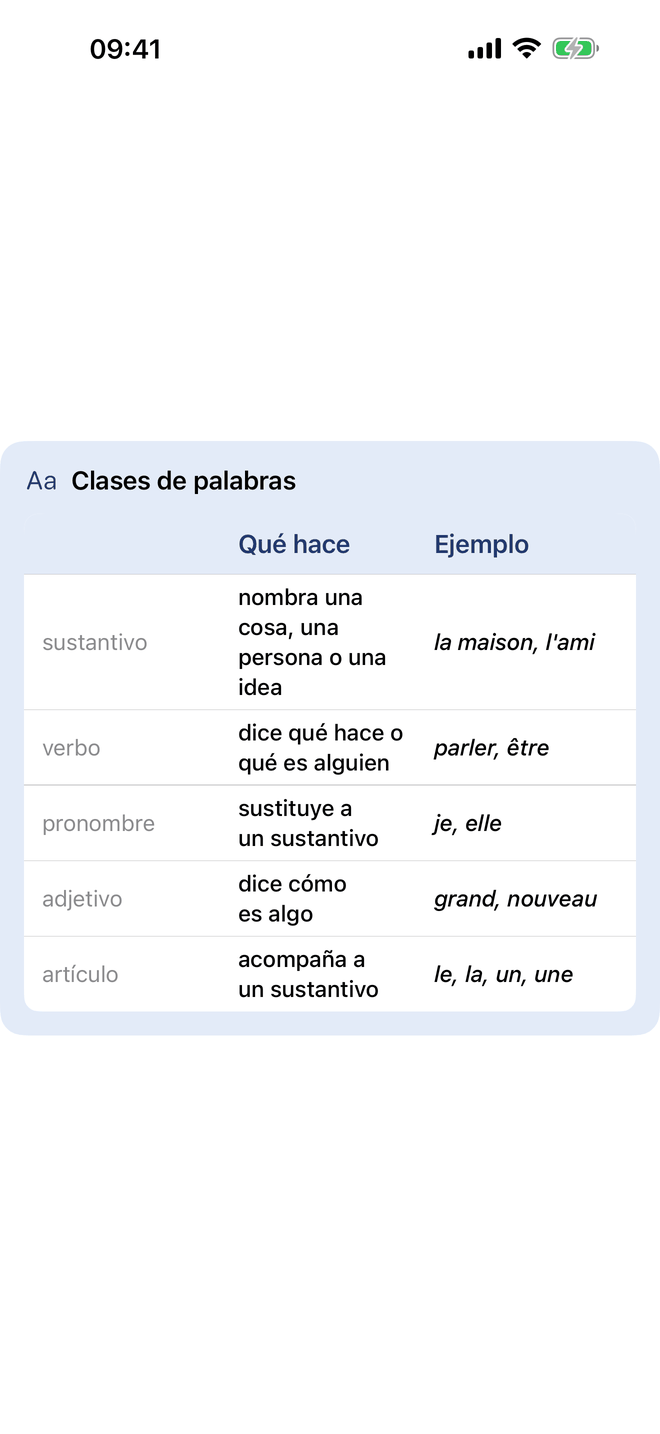 09:41
Aa Clases de palabras
Qué hace Ejemplo
sustantivo
nombra una
cosa, una
persona o una
idea
la maison, l'ami
verbo
dice qué hace o
qué es alguien
parler, être
pronombre
sustituye a
un sustantivo
je, elle
adjetivo
dice cómo
es algo
grand, nouveau
artículo
acompaña a
un sustantivo
le, la, un, une